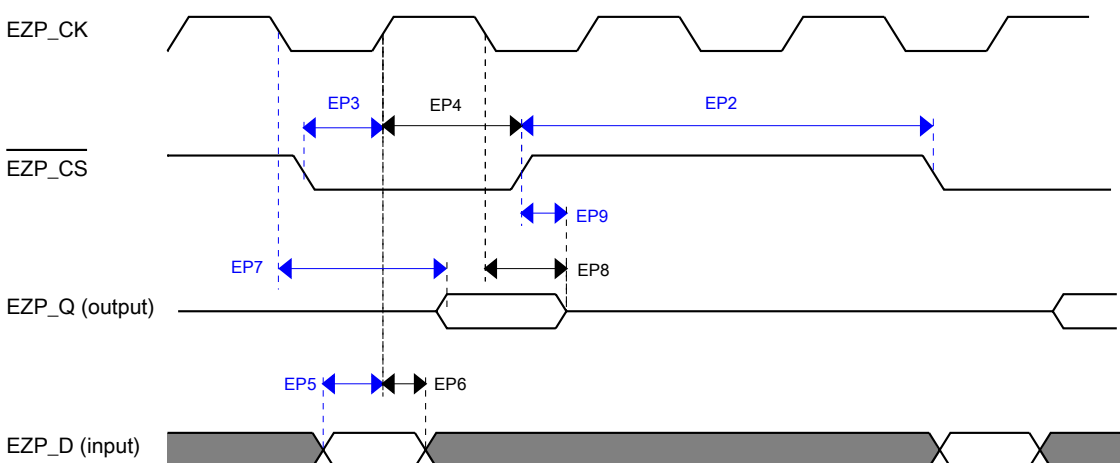 EZP_CK
EP3
EP4
EP2
EZP_CS
EP9
EP7
EP8
EZP_Q (output)
EP5
EP6
EZP_D (input)